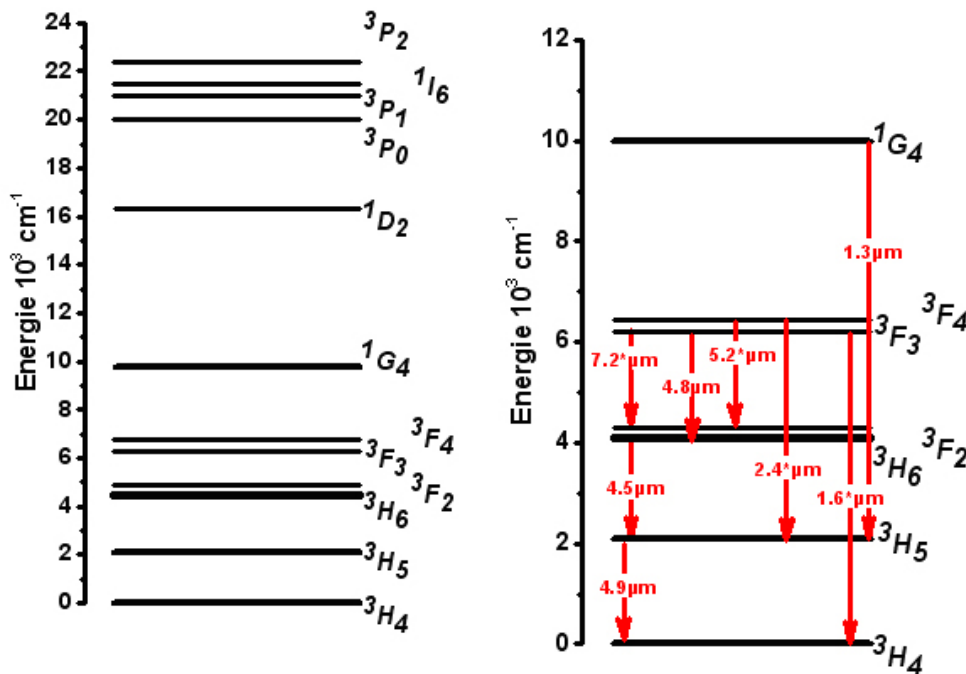 24
22
20
18
16
14
12
10
8
6
4
2
0
Energie 10³ cm⁻¹
³P₂
¹I₆
³P₁
³P₀
¹D₂
¹G₄
³F₄
³F₃
³F₂
³H₆
³H₅
³H₄
12
10
8
6
4
2
0
Energie 10³ cm⁻¹
¹G₄
1.3µm
³F₄
³F₃
7.2*µm
5.2*µm
4.8µm
³F₂
³H₆
2.4*µm
4.5µm
1.6*µm
³H₅
4.9µm
³H₄